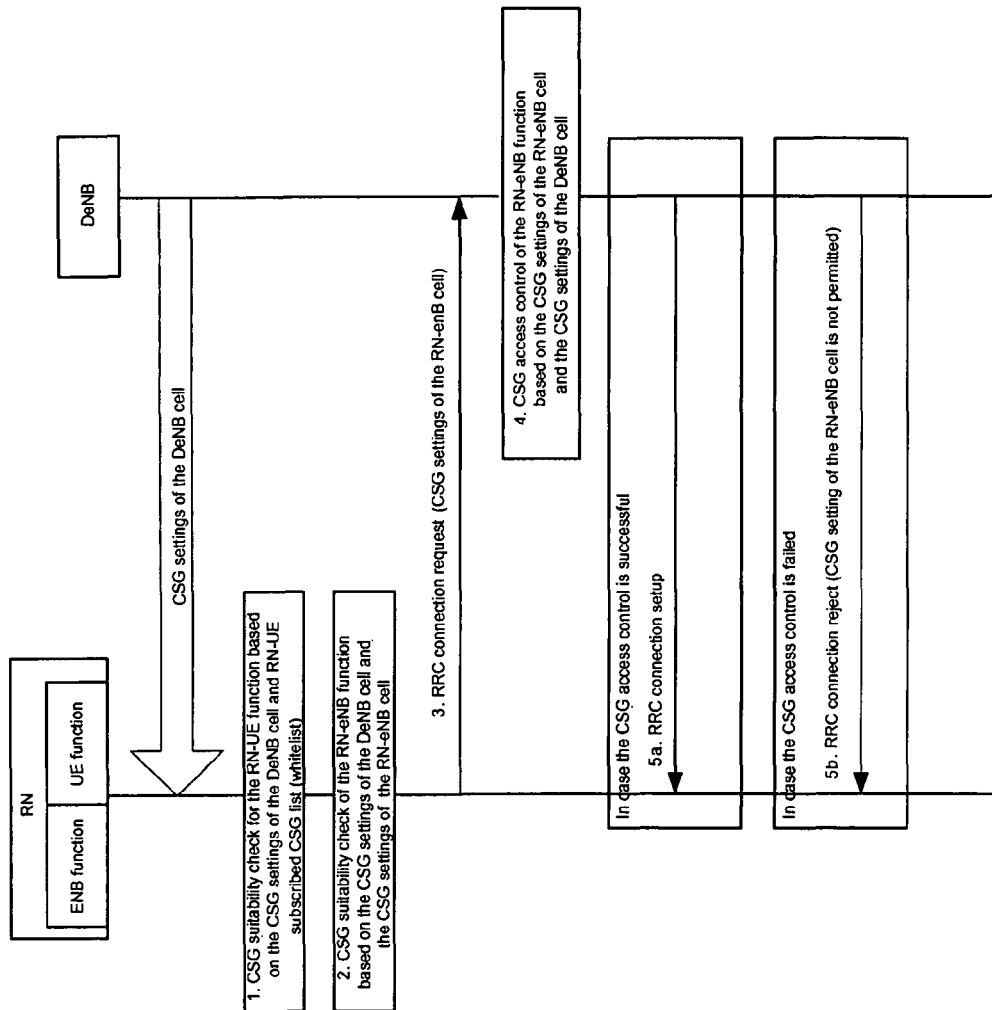 RN
ENB function
UE function
DeNB
CSG settings of the DeNB cell
1. CSG suitability check for the RN-UE function based
on the CSG settings of the DeNB cell and RN-UE
subscribed CSG list (whitelist)
2. CSG suitability check of the RN-eNB function
based on the CSG settings of the DeNB cell and
the CSG settings of the RN-eNB cell
3. RRC connection request (CSG settings of the RN-enB cell)
4. CSG access control of the RN-eNB function
based on the CSG settings of the RN-eNB cell
and the CSG settings of the DeNB cell
In case the CSG access control is successful
5a. RRC connection setup
In case the CSG access control is failed
5b. RRC connection reject (CSG setting of the RN-eNB cell is not permitted)